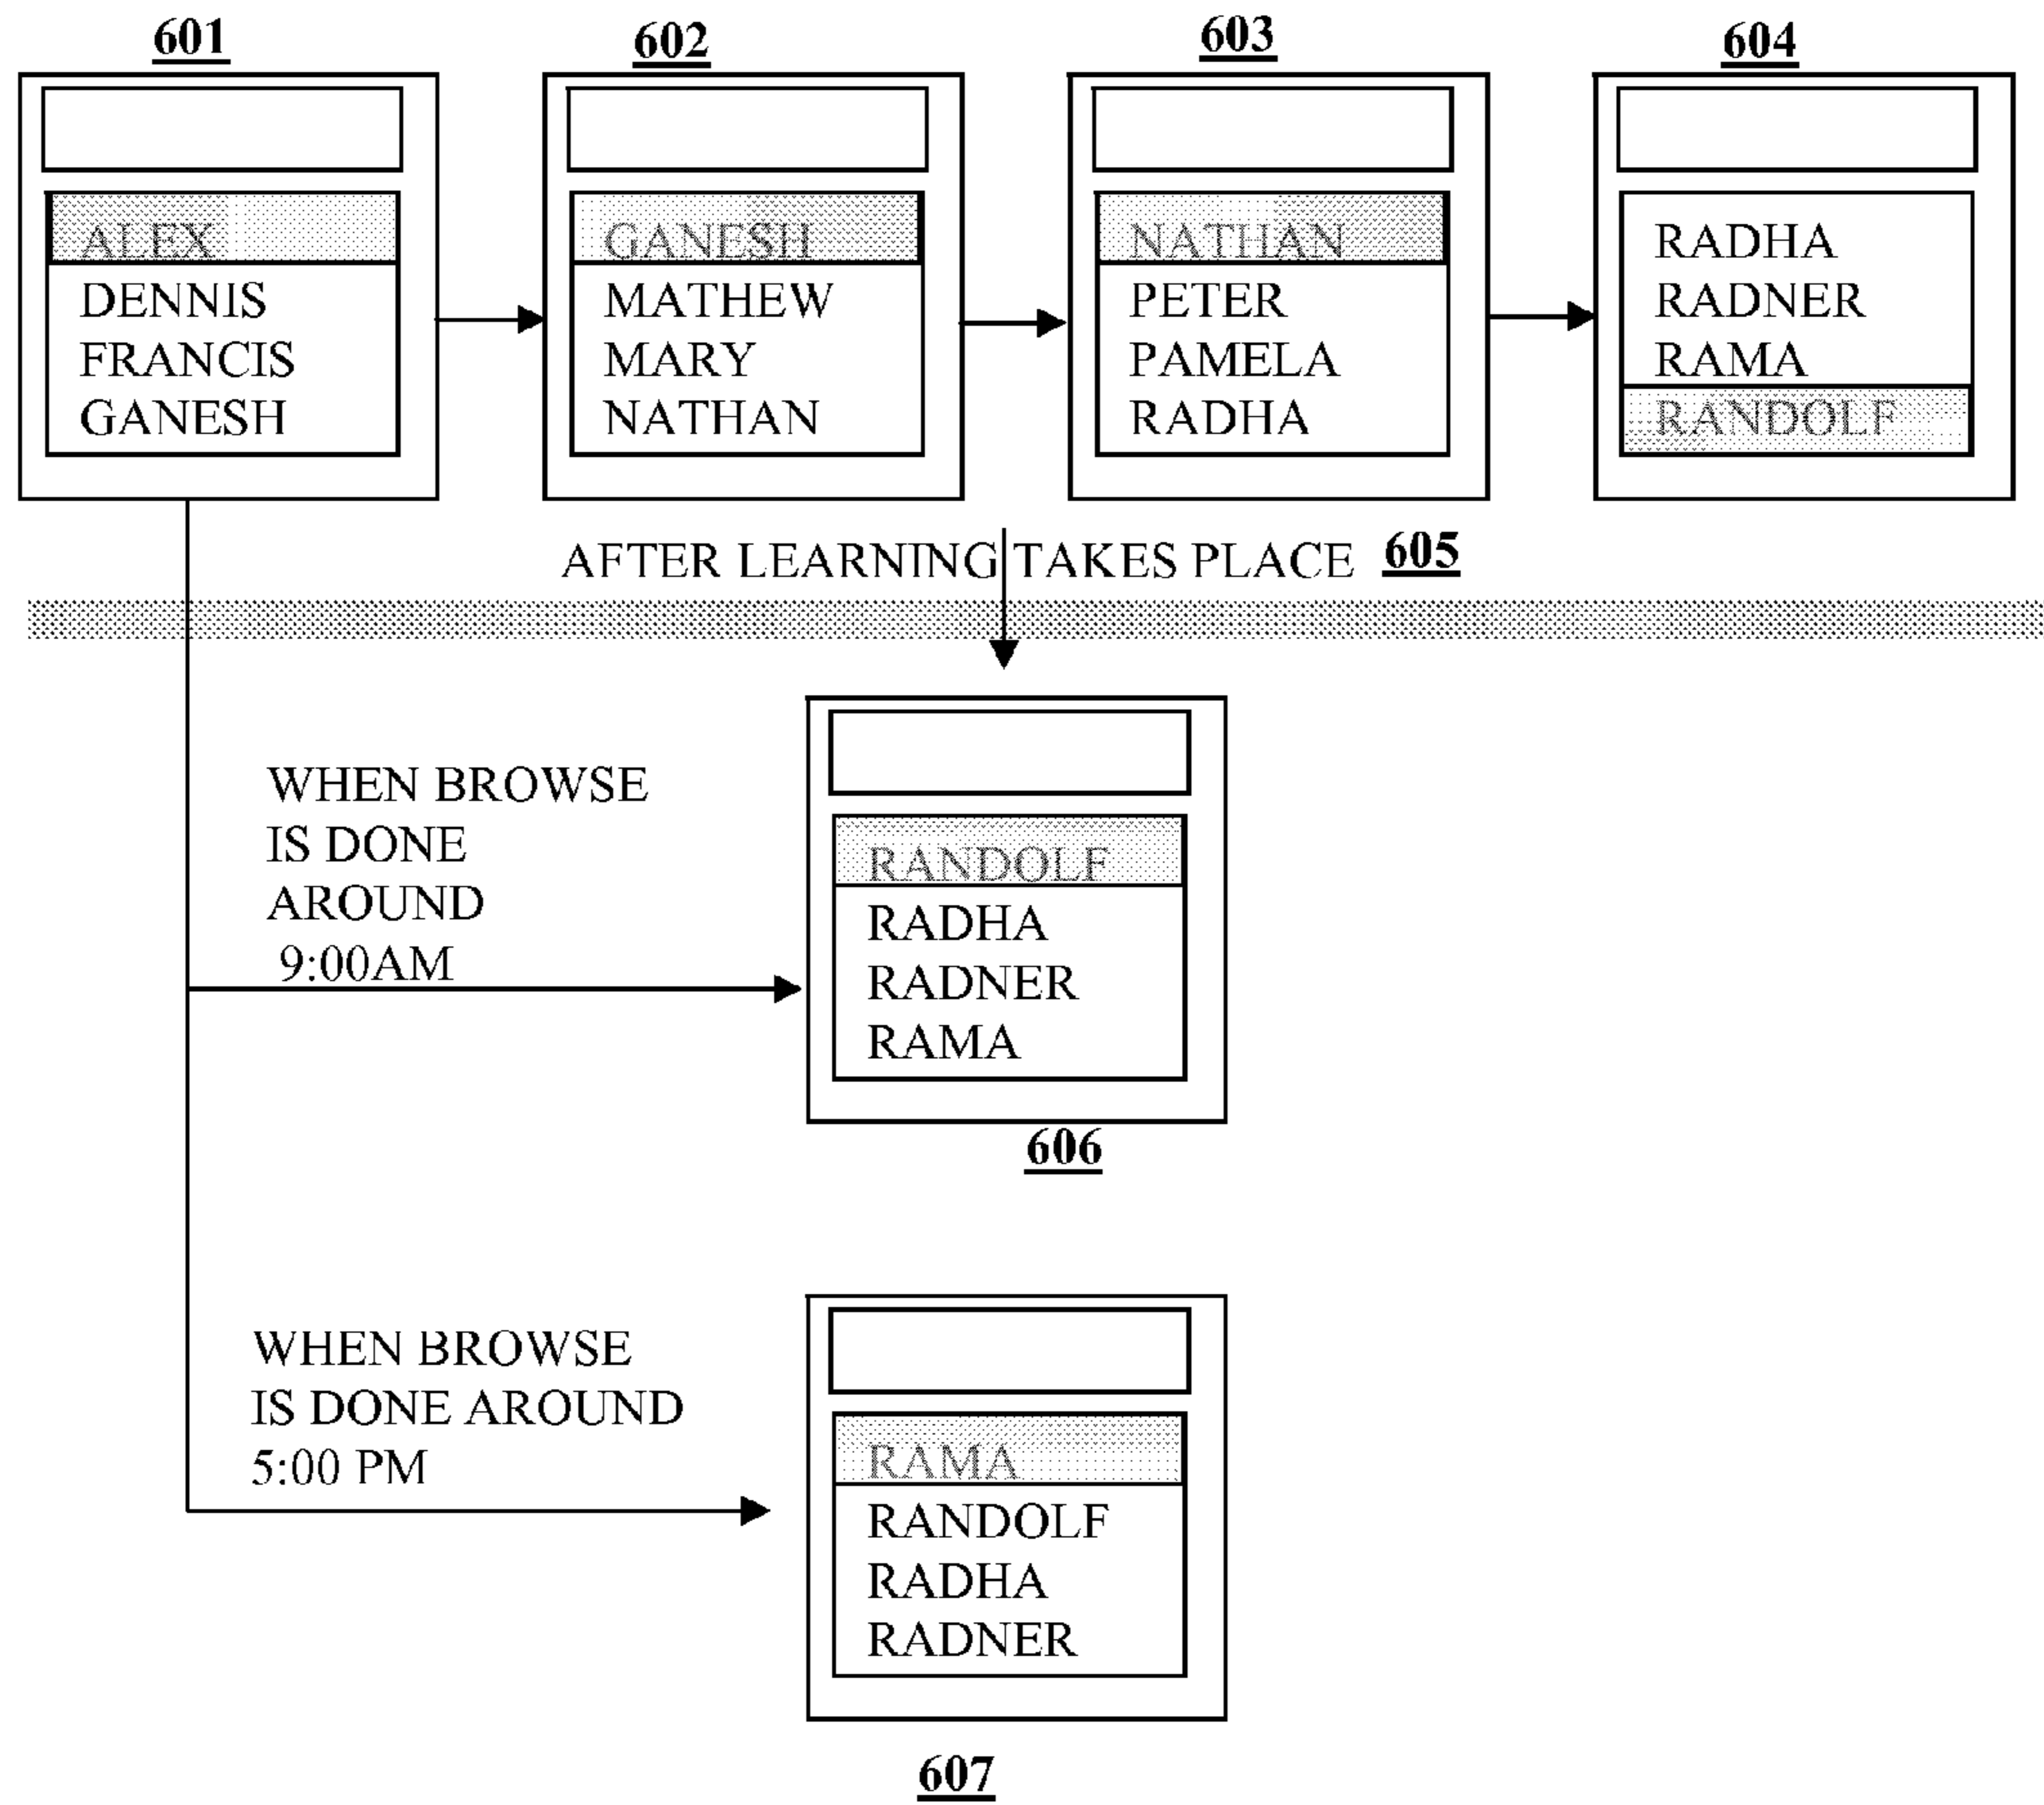 601
602
603
604
ALEX
DENNIS
FRANCIS
GANESH
GANESH
MATHEW
MARY
NATHAN
NATHAN
PETER
PAMELA
RADHA
RADHA
RADNER
RAMA
RANDOLF
AFTER LEARNING TAKES PLACE 605
WHEN BROWSE
IS DONE
AROUND
9:00AM
RANDOLF
RADHA
RADNER
RAMA
606
WHEN BROWSE
IS DONE AROUND
5:00 PM
RAMA
RANDOLF
RADHA
RADNER
607